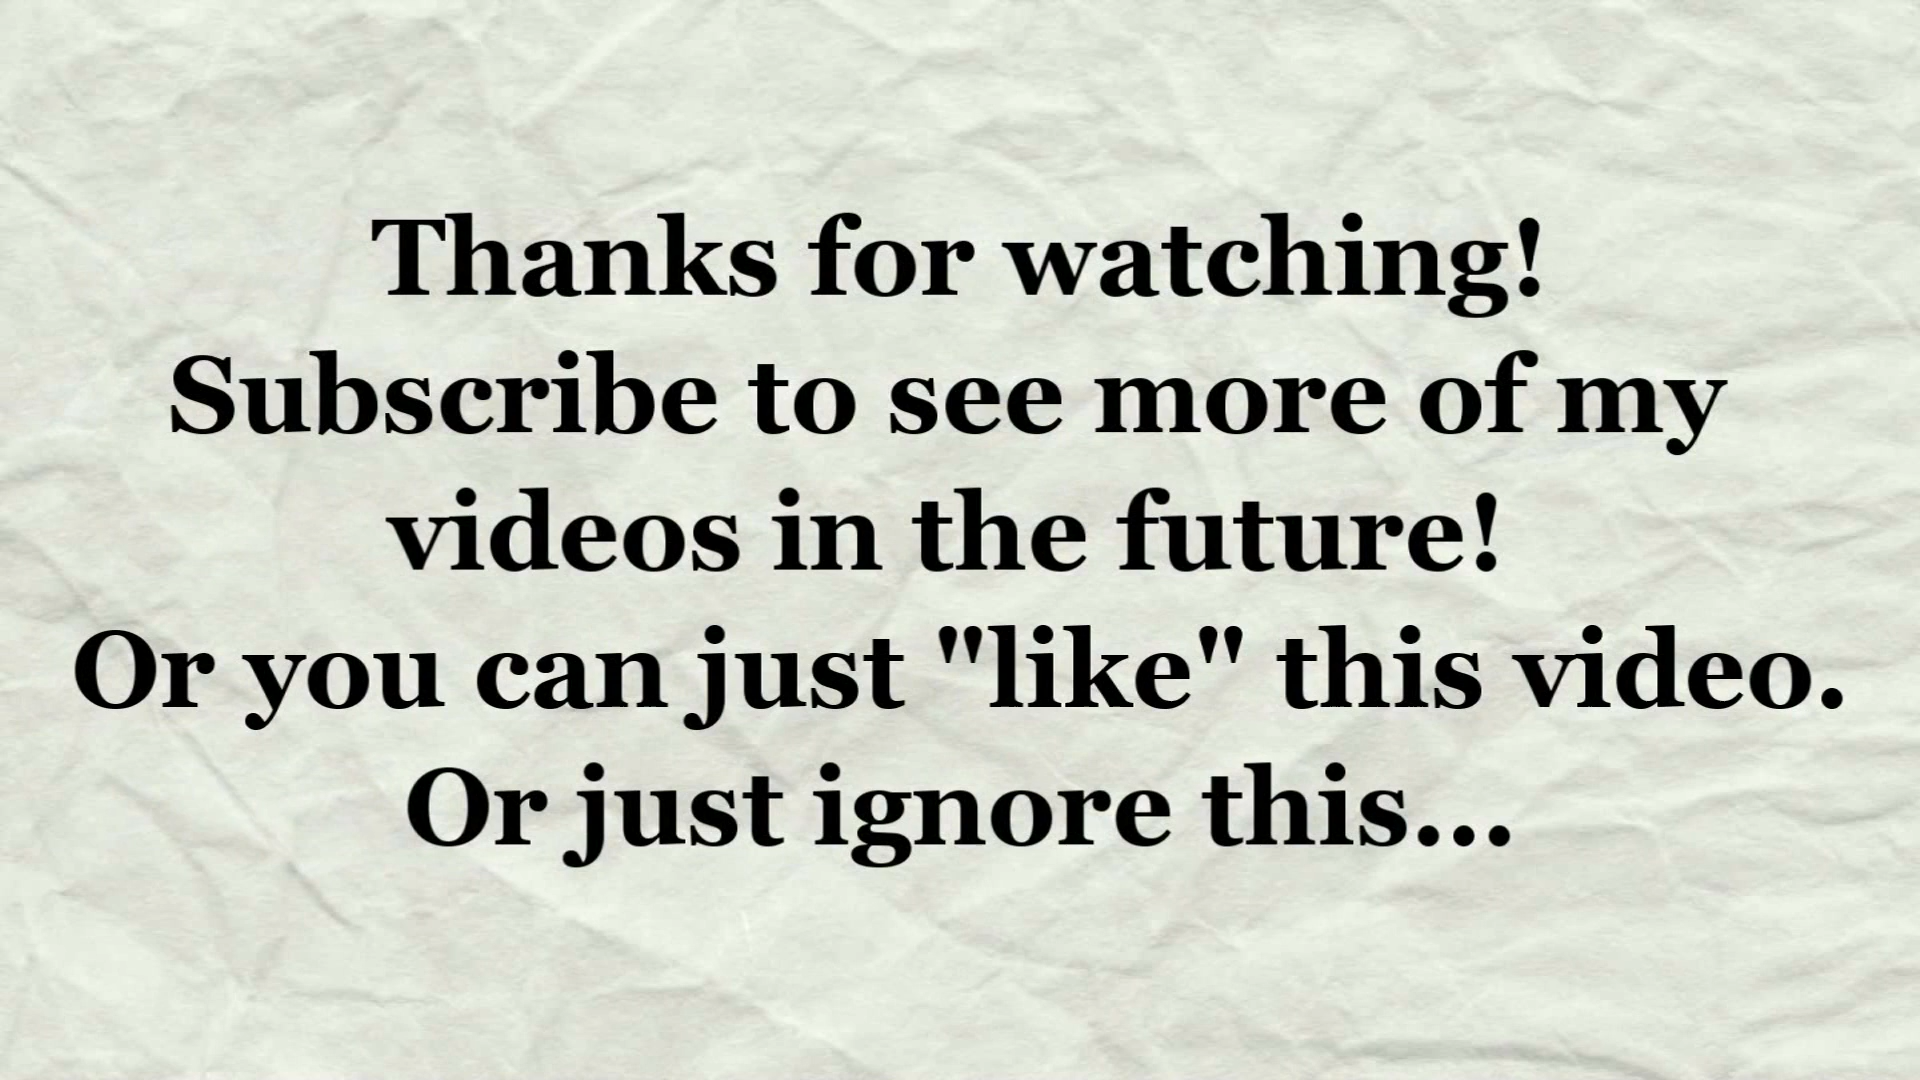 Thanks for watching!
Subscribe to see more of my
videos in the future!
Or you can just "like" this video.
Or just ignore this...